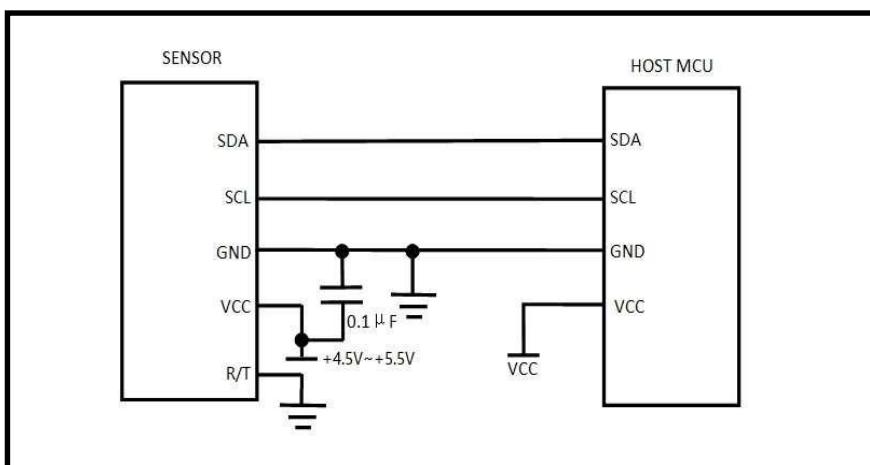 SENSOR
HOST MCU
SDA
SDA
SCL
SCL
GND
GND
VCC
VCC
0.1 μ F
+4.5V~+5.5V
VCC
R/T